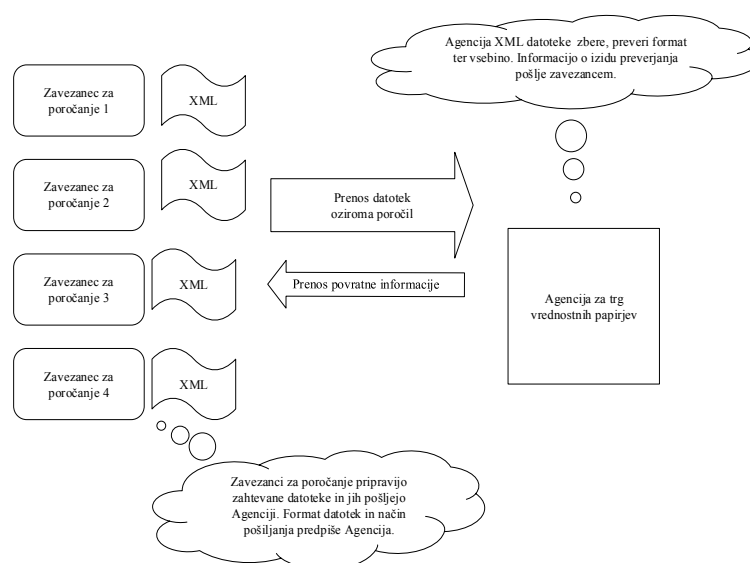 Agencija XML datoteke zbere, preveri format
ter vsebino. Informacijo o izidu preverjanja
pošlje zavezancem.
Zavezanec za
poročanje 1
XML
Zavezanec za
poročanje 2
XML
Prenos datotek
oziroma poročil
Zavezanec za
poročanje 3
XML
Prenos povratne informacije
Agencija za trg
vrednostnih papirjev
Zavezanec za
poročanje 4
XML
Zavezanci za poročanje pripravijo
zahtevane datoteke in jih pošljejo
Agenciji. Format datotek in način
pošiljanja predpiše Agencija.